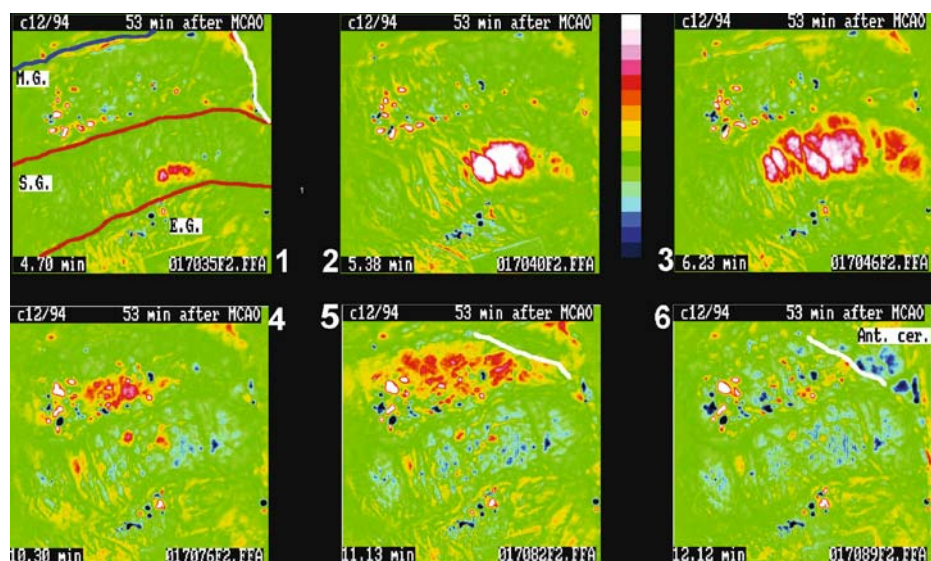 c12/94 53 min after MCAO
M.G.
S.G.
E.G.
4.70 min 017035F2.FFA
1
c12/94 53 min after MCAO
5.38 min 017040F2.FFA
2
1
c12/94 53 min after MCAO
6.23 min 017046F2.FFA
3
c12/94 53 min after MCAO
4
10.30 min 017076F2.FFA
5
c12/94 53 min after MCAO
11.13 min 017082F2.FFA
6
c12/94 53 min after MCAO
Ant. cer.
12.12 min 017089F2.FFA